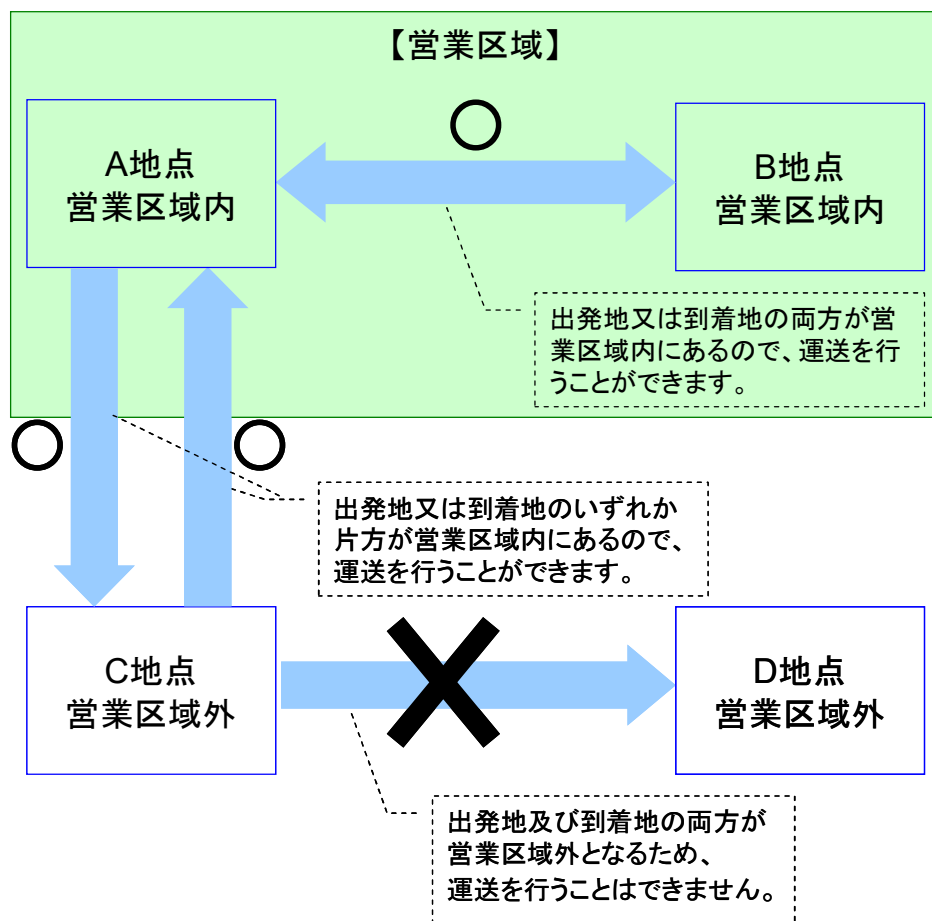 【営業区域】
○
A地点
営業区域内
B地点
営業区域内
出発地又は到着地の両方が営
業区域内にあるので、運送を行
うことができます。
○
○
出発地又は到着地のいずれか
片方が営業区域内にあるので、
運送を行うことができます。
C地点
営業区域外
D地点
営業区域外
出発地及び到着地の両方が
営業区域外となるため、
運送を行うことはできません。